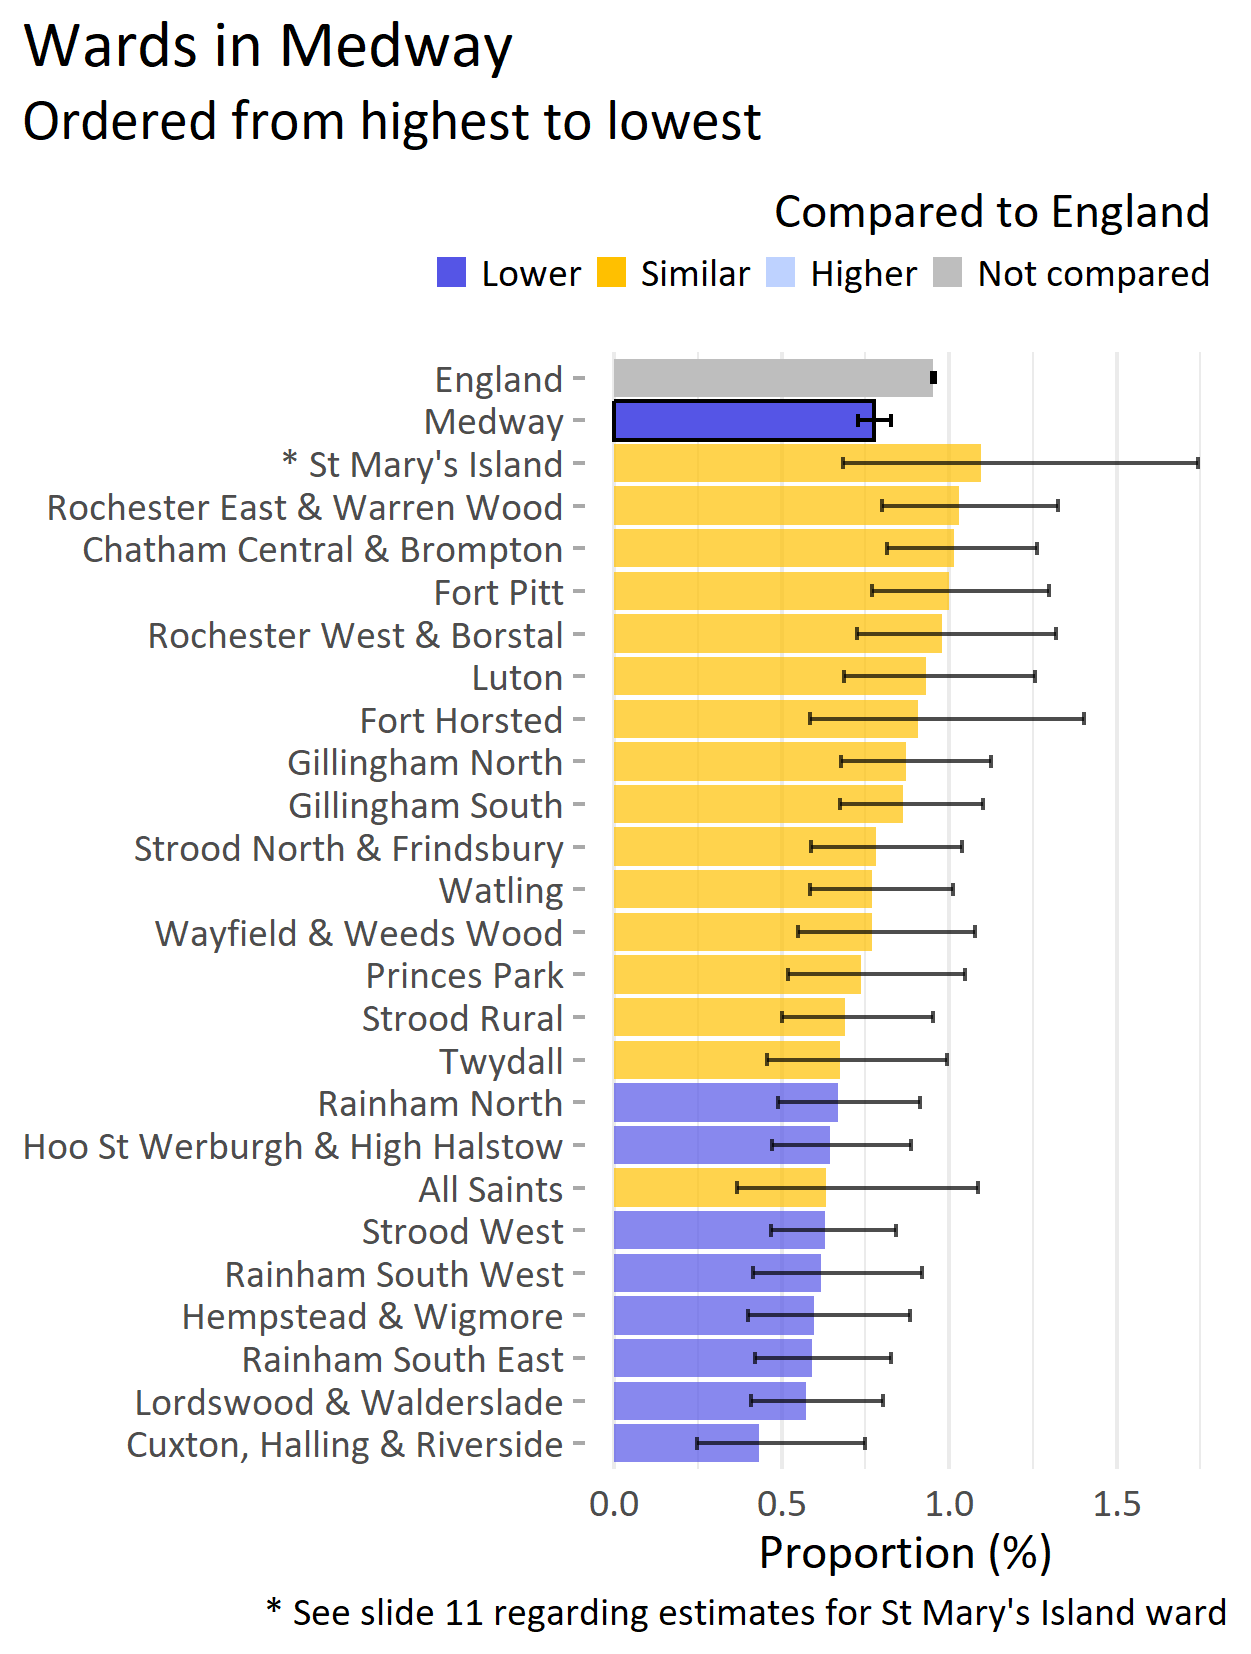 Wards in Medway
Ordered from highest to lowest
Compared to England
Lower Similar Higher Not compared
England
Medway
* St Mary's Island
Rochester East & Warren Wood
Chatham Central & Brompton
Fort Pitt
Rochester West & Borstal
Luton
Fort Horsted
Gillingham North
Gillingham South
Strood North & Frindsbury
Watling
Wayfield & Weeds Wood
Princes Park
Strood Rural
Twydall
Rainham North
Hoo St Werburgh & High Halstow
All Saints
Strood West
Rainham South West
Hempstead & Wigmore
Rainham South East
Lordswood & Walderslade
Cuxton, Halling & Riverside
0.0 0.5 1.0 1.5
Proportion (%)
* See slide 11 regarding estimates for St Mary's Island ward